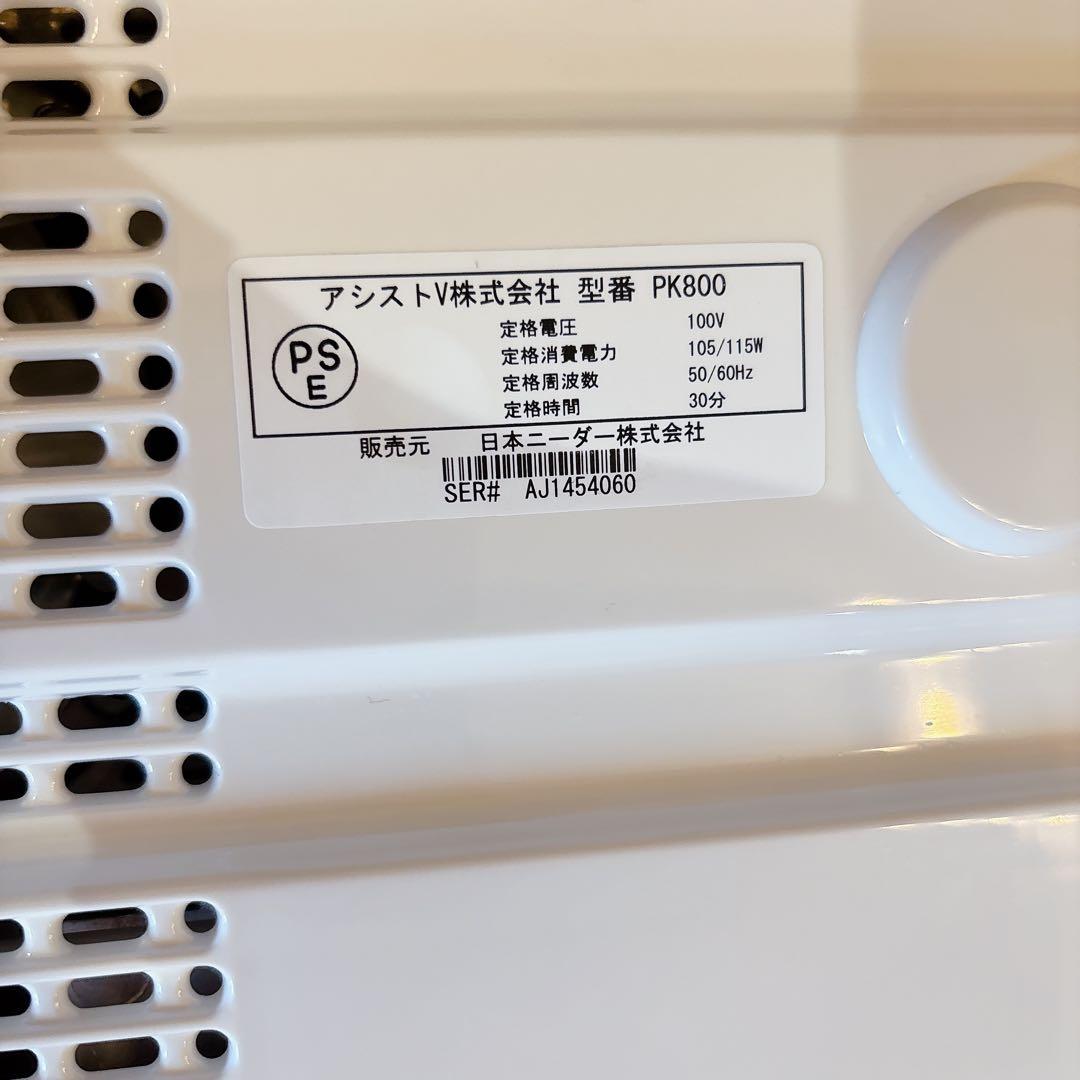 アシストV株式会社 型番 PK800
PS
E
定格電圧 100V
定格消費電力 105/115W
定格周波数 50/60Hz
定格時間 30分
販売元 日本ニーダー株式会社
SER# AJ1454060